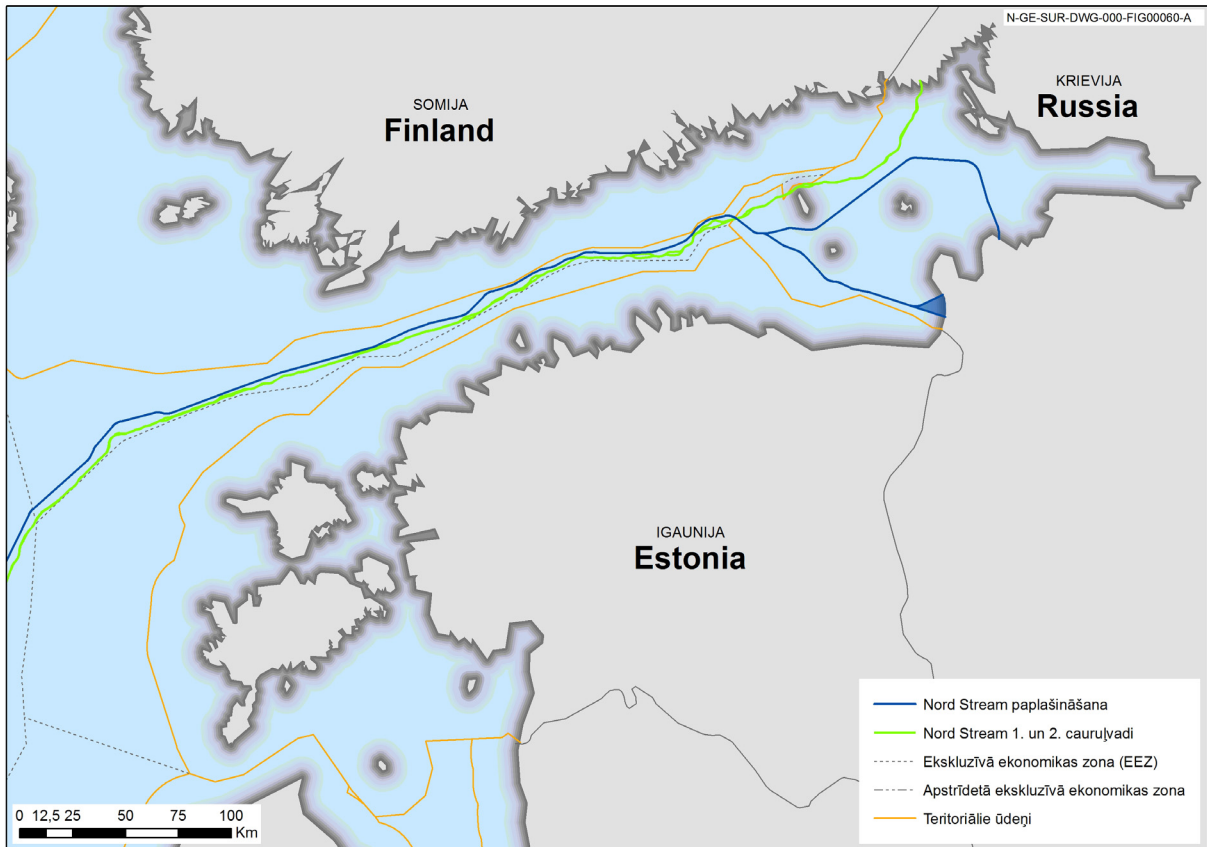 N-GE-SUR-DWG-000-FIG00060-A
KRIEVIJA
Russia
SOMIJA
Finland
IGAUNIJA
Estonia
Nord Stream paplašināšana
Nord Stream 1. un 2. cauruļvadi
Ekskluzīvā ekonomikas zona (EEZ)
Apstrīdetā ekskluzīvā ekonomikas zona
Teritoriālie ūdeņi
0 12,5 25 50 75 100
Km